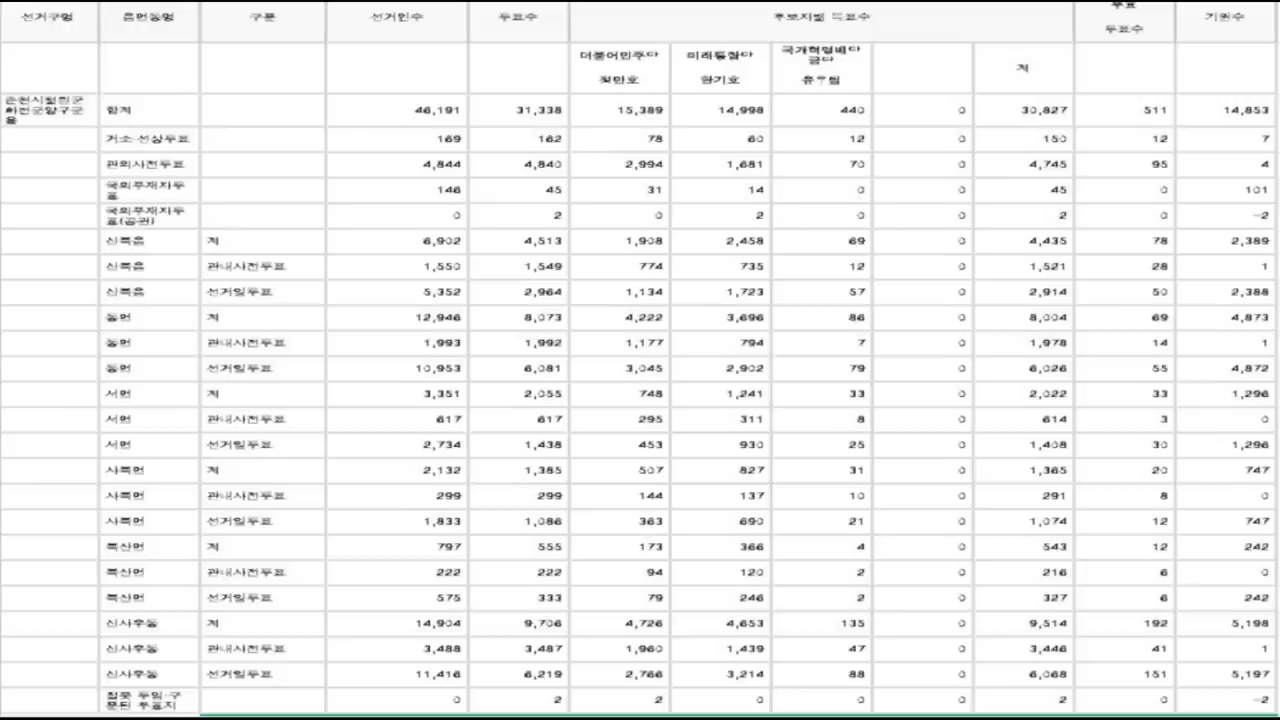 선거구명 읍면동명 구분 선거인수 투표수 후보자별 득표수 무효 투표수 기권수
더불어민주당 정만호 미래통합당 한기호 국가혁명배당금당 계
춘천시철원군화천군양구군을 합계 46,191 31,338 15,389 14,998 440 0 30,827 511 14,853
거소·선상투표 169 162 78 60 12 0 150 12 7
관외사전투표 4,844 4,840 2,994 1,681 70 0 4,745 95 4
국외부재자투표 146 45 31 14 0 0 45 0 101
국외부재자투표(공관) 0 2 0 2 0 0 2 0 -2
신북읍 계 6,902 4,513 1,908 2,458 69 0 4,435 78 2,389
신북읍 관내사전투표 1,550 1,549 774 735 12 0 1,521 28 1
신북읍 선거일투표 5,352 2,964 1,134 1,723 57 0 2,914 50 2,388
동면 계 12,946 8,073 4,222 3,696 86 0 8,004 69 4,873
동면 관내사전투표 1,993 1,992 1,177 794 7 0 1,978 14 1
동면 선거일투표 10,953 6,081 3,045 2,902 79 0 6,026 55 4,872
서면 계 3,351 2,055 748 1,241 33 0 2,022 33 1,296
서면 관내사전투표 617 617 295 311 8 0 614 3 0
서면 선거일투표 2,734 1,438 453 930 25 0 1,408 30 1,296
사북면 계 2,132 1,385 507 827 31 0 1,365 20 747
사북면 관내사전투표 299 299 144 137 10 0 291 8 0
사북면 선거일투표 1,833 1,086 363 690 21 0 1,074 12 747
북산면 계 797 555 173 366 4 0 543 12 242
북산면 관내사전투표 222 222 94 120 2 0 216 6 0
북산면 선거일투표 575 333 79 246 2 0 327 6 242
신사우동 계 14,904 9,706 4,726 4,653 135 0 9,514 192 5,198
신사우동 관내사전투표 3,488 3,487 1,960 1,439 47 0 3,446 41 1
신사우동 선거일투표 11,416 6,219 2,766 3,214 88 0 6,068 151 5,197
잘못 투입·구분된 투표지 0 2 2 0 0 0 2 0 -2